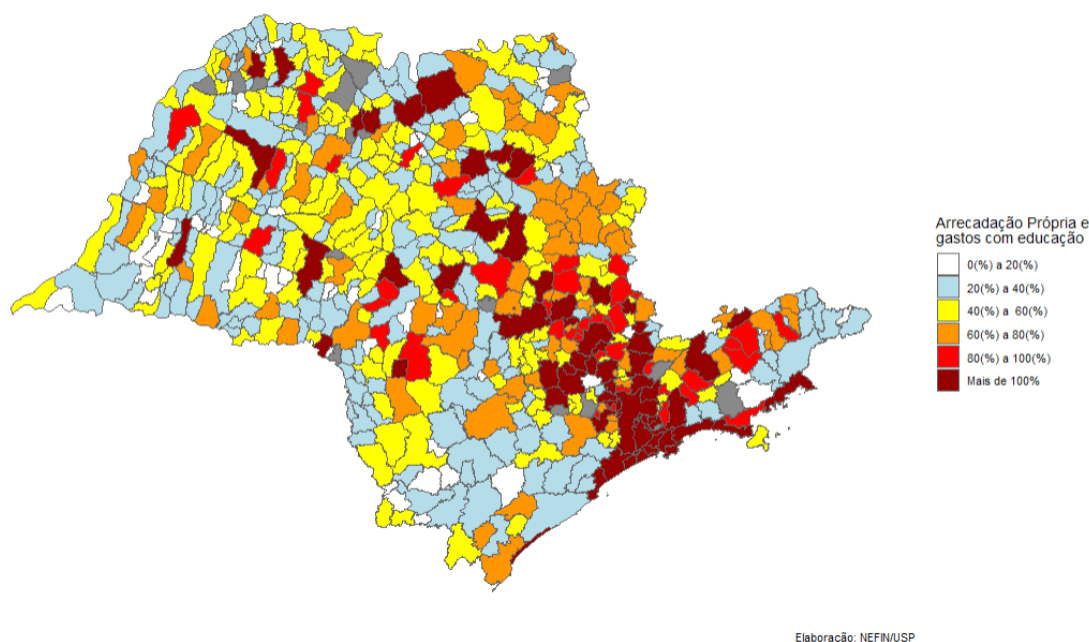 Arrecadação Própria e
gastos com educação
0(%) a 20(%)
20(%) a 40(%)
40(%) a 60(%)
60(%) a 80(%)
80(%) a 100(%)
Mais de 100%
Elaboração: NEFIN/USP